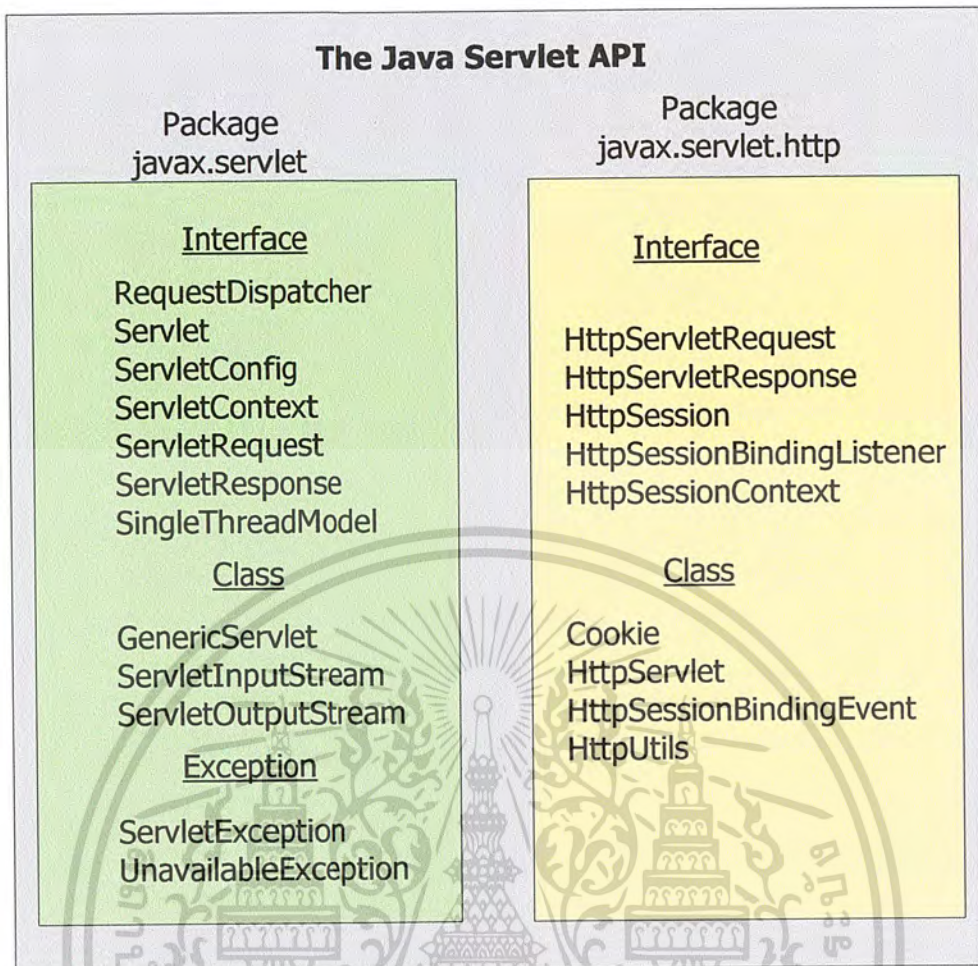 The Java Servlet API
Package
javax.servlet
Interface
RequestDispatcher
Servlet
ServletConfig
ServletContext
ServletRequest
ServletResponse
SingleThreadModel
Class
GenericServlet
ServletInputStream
ServletOutputStream
Exception
ServletException
UnavailableException
Package
javax.servlet.http
Interface
HttpServletRequest
HttpServletResponse
HttpSession
HttpSessionBindingListener
HttpSessionContext
Class
Cookie
HttpServlet
HttpSessionBindingEvent
HttpUtils